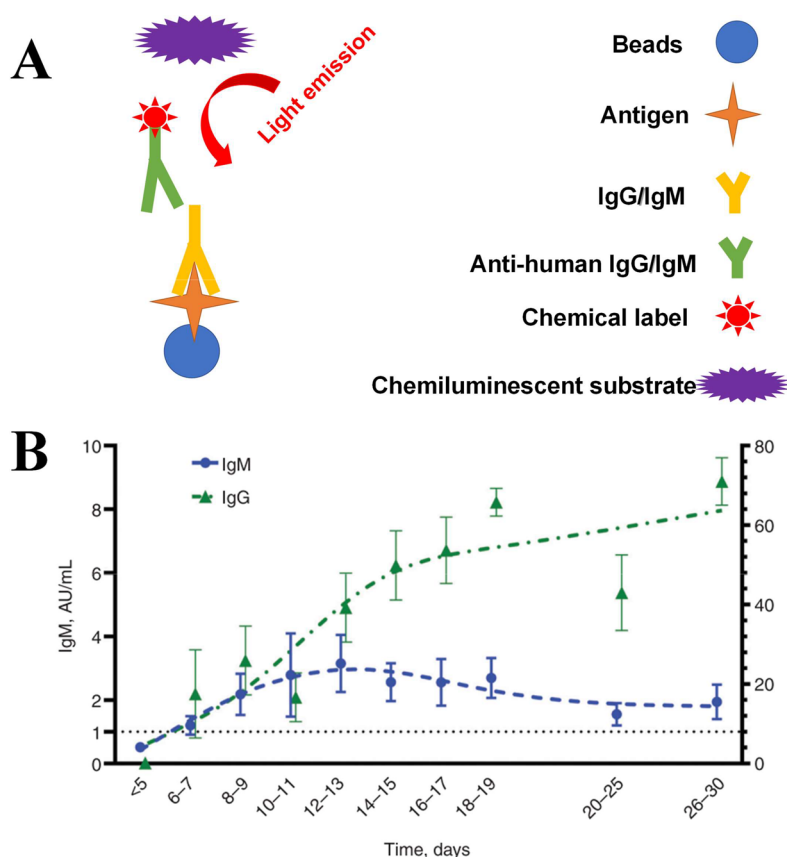 A
Light emission
Beads
Antigen
IgG/IgM
Anti-human IgG/IgM
Chemical label
Chemiluminescent substrate
B
IgM
IgG
IgM, AU/mL
10
8
6
4
2
1
0
80
60
40
20
0
<5
6–7
8–9
10–11
12–13
14–15
16–17
18–19
20–25
26–30
Time, days